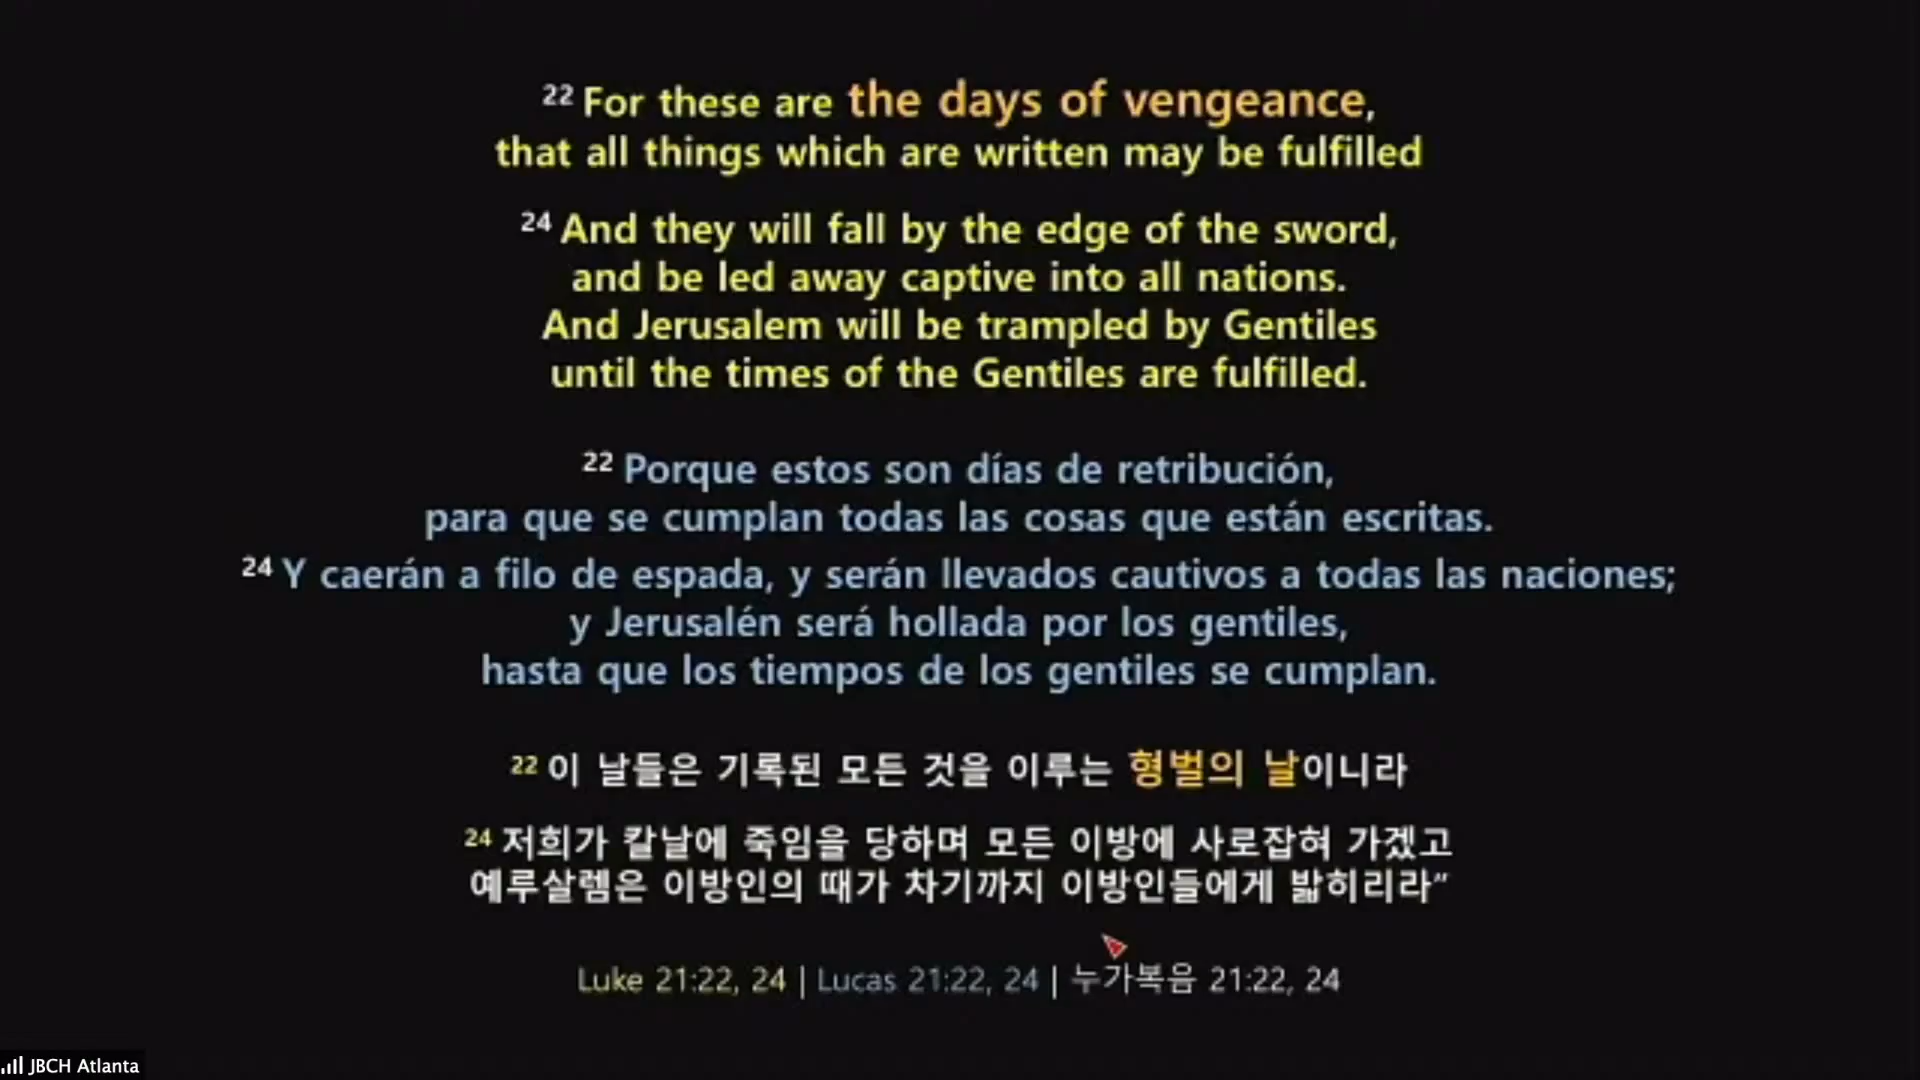 22 For these are the days of vengeance,
that all things which are written may be fulfilled
24 And they will fall by the edge of the sword,
and be led away captive into all nations.
And Jerusalem will be trampled by Gentiles
until the times of the Gentiles are fulfilled.
22 Porque estos son días de retribución,
para que se cumplan todas las cosas que están escritas.
24 Y caerán a filo de espada, y serán llevados cautivos a todas las naciones;
y Jerusalén será hollada por los gentiles,
hasta que los tiempos de los gentiles se cumplan.
22 이 날들은 기록된 모든 것을 이루는 형벌의 날이니라
24 저희가 칼날에 죽임을 당하며 모든 이방에 사로잡혀 가겠고
예루살렘은 이방인의 때가 차기까지 이방인들에게 밟히리라”
Luke 21:22, 24 | Lucas 21:22, 24 | 누가복음 21:22, 24
JBCH Atlanta